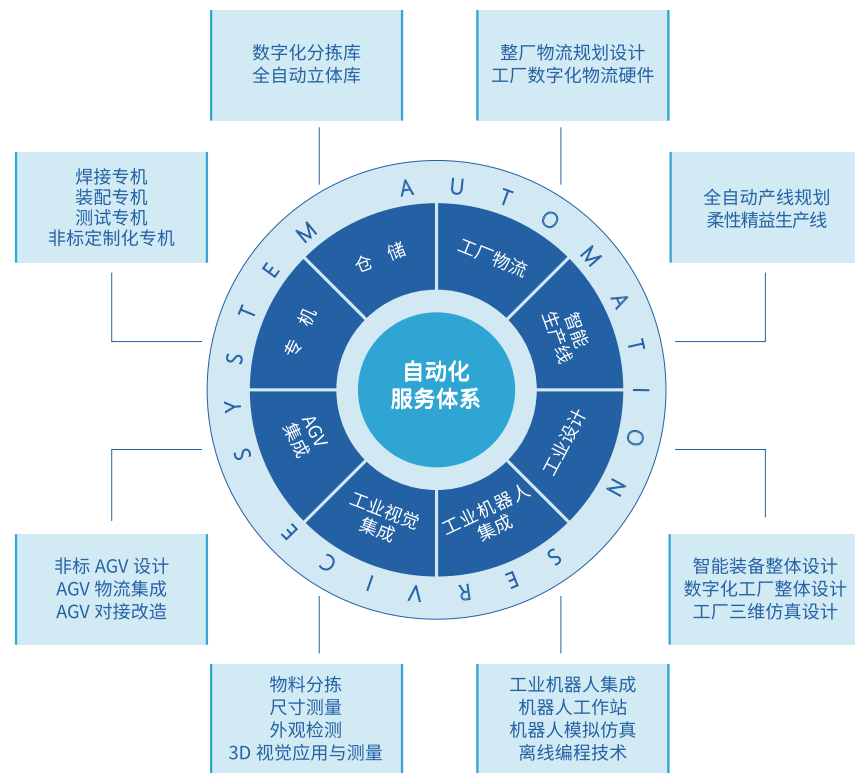 数字化分拣库
全自动立体库
整厂物流规划设计
工厂数字化物流硬件
焊接专机
装配专机
测试专机
非标定制化专机
全自动产线规划
柔性精益生产线
AUTOMATION
SERVICE
SYSTEM
仓储
工厂物流
专机
智能
生产线
自动化
服务体系
AGV
集成
工业设计
工业视觉
集成
工业机器人
集成
非标 AGV 设计
AGV 物流集成
AGV 对接改造
智能装备整体设计
数字化工厂整体设计
工厂三维仿真设计
物料分拣
尺寸测量
外观检测
3D 视觉应用与测量
工业机器人集成
机器人工作站
机器人模拟仿真
离线编程技术